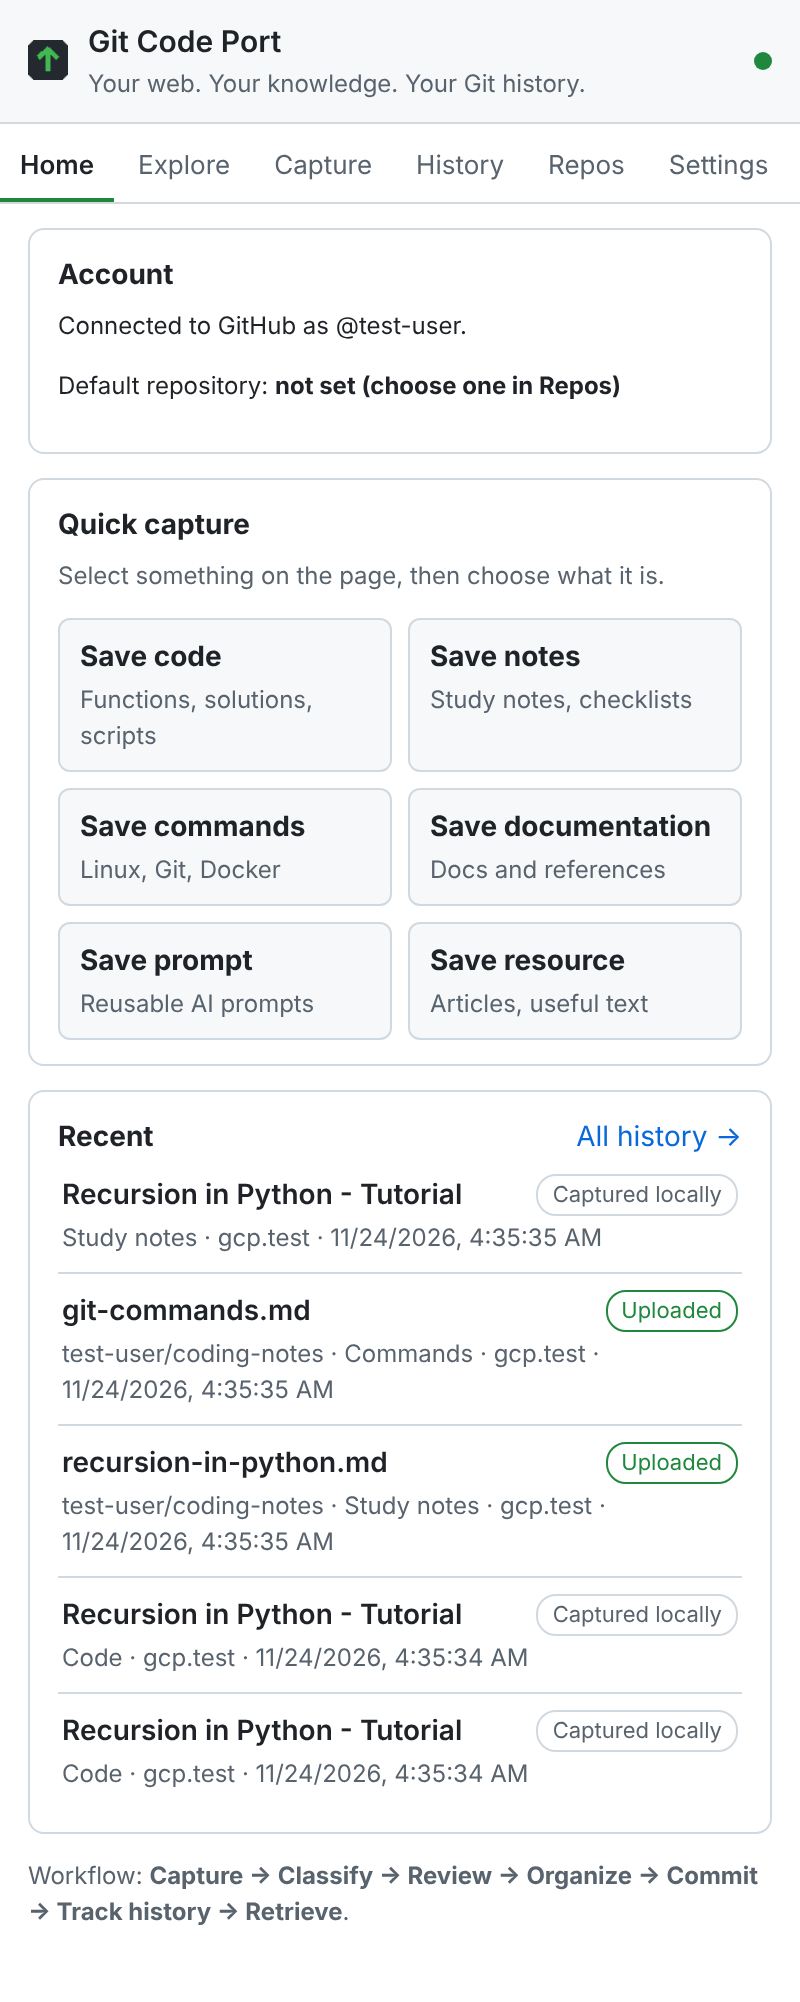 Git Code Port
Your web. Your knowledge. Your Git history.
Home Explore Capture History Repos Settings
Account
Connected to GitHub as @test-user.
Default repository: not set (choose one in Repos)
Quick capture
Select something on the page, then choose what it is.
Save code
Functions, solutions,
scripts
Save notes
Study notes, checklists
Save commands
Linux, Git, Docker
Save documentation
Docs and references
Save prompt
Reusable AI prompts
Save resource
Articles, useful text
Recent
All history →
Recursion in Python - Tutorial
Captured locally
Study notes · gcp.test · 11/24/2026, 4:35:35 AM
git-commands.md
Uploaded
test-user/coding-notes · Commands · gcp.test ·
11/24/2026, 4:35:35 AM
recursion-in-python.md
Uploaded
test-user/coding-notes · Study notes · gcp.test ·
11/24/2026, 4:35:35 AM
Recursion in Python - Tutorial
Captured locally
Code · gcp.test · 11/24/2026, 4:35:34 AM
Recursion in Python - Tutorial
Captured locally
Code · gcp.test · 11/24/2026, 4:35:34 AM
Workflow: Capture → Classify → Review → Organize → Commit
→ Track history → Retrieve.